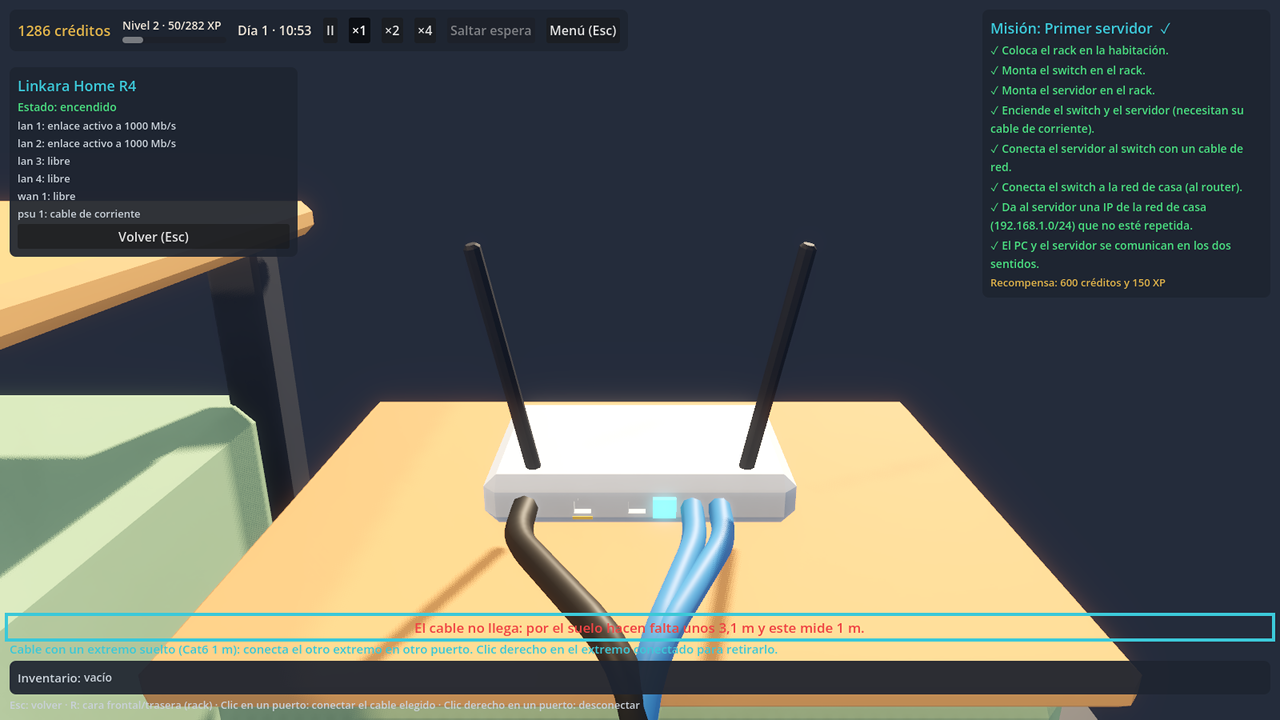 1286 créditos
Nivel 2 · 50/282 XP
Día 1 · 10:53
II
×1
×2
×4
Saltar espera
Menú (Esc)
Linkara Home R4
Estado: encendido
lan 1: enlace activo a 1000 Mb/s
lan 2: enlace activo a 1000 Mb/s
lan 3: libre
lan 4: libre
wan 1: libre
psu 1: cable de corriente
Volver (Esc)
Misión: Primer servidor ✓
✓ Coloca el rack en la habitación.
✓ Monta el switch en el rack.
✓ Monta el servidor en el rack.
✓ Enciende el switch y el servidor (necesitan su
cable de corriente).
✓ Conecta el servidor al switch con un cable de
red.
✓ Conecta el switch a la red de casa (al router).
✓ Da al servidor una IP de la red de casa
(192.168.1.0/24) que no esté repetida.
✓ El PC y el servidor se comunican en los dos
sentidos.
Recompensa: 600 créditos y 150 XP
El cable no llega: por el suelo hacen falta unos 3,1 m y este mide 1 m.
Cable con un extremo suelto (Cat6 1 m): conecta el otro extremo en otro puerto. Clic derecho en el extremo conectado para retirarlo.
Inventario: vacío
Esc: volver · R: cara frontal/trasera (rack) · Clic en un puerto: conectar el cable elegido · Clic derecho en un puerto: desconectar